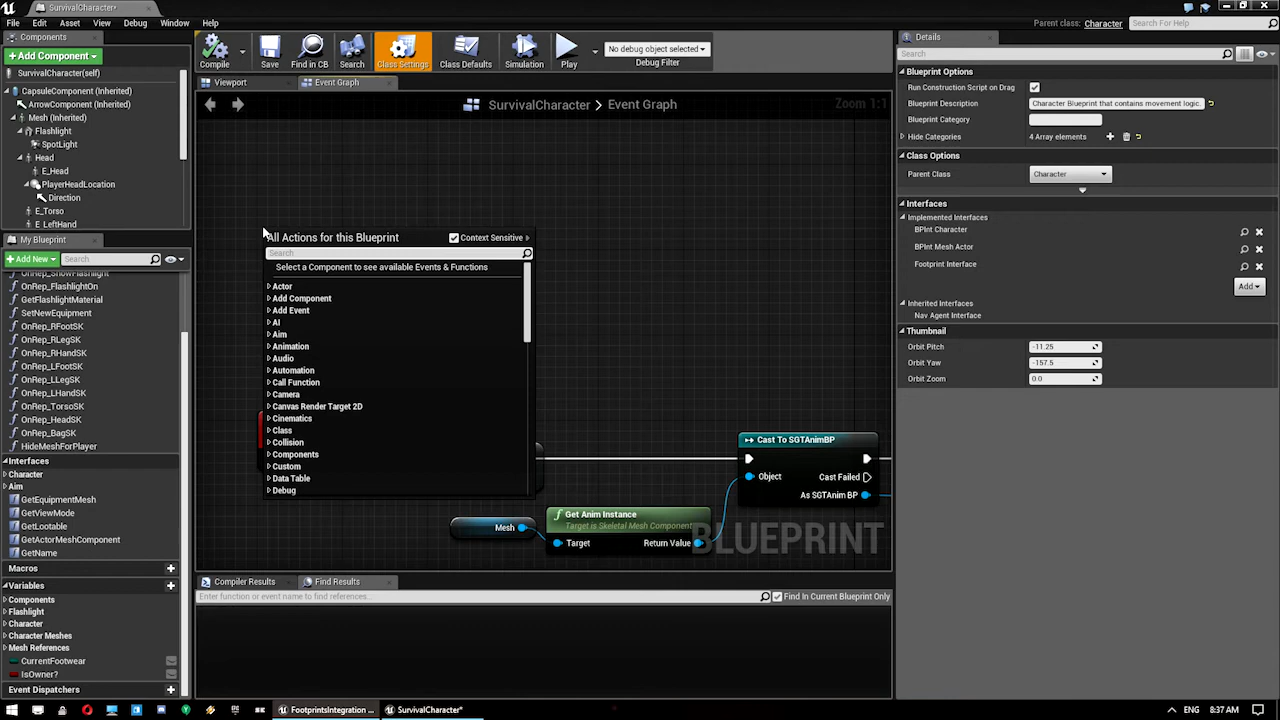 SurvivalCharacter*
File Edit Asset View Debug Window Help
Parent class: Character
Search For Help
Components
Add Component
SurvivalCharacter(self)
CapsuleComponent (Inherited)
ArrowComponent (Inherited)
Mesh (Inherited)
Flashlight
SpotLight
Head
E_Head
PlayerHeadLocation
Direction
E_Torso
E_LeftHand
My Blueprint
Add New
Search
OnRep_ShowFlashlight
OnRep_FlashlightOn
GetFlashlightMaterial
SetNewEquipment
OnRep_RFootSK
OnRep_RLegSK
OnRep_RHandSK
OnRep_LFootSK
OnRep_LLegSK
OnRep_LHandSK
OnRep_TorsoSK
OnRep_HeadSK
OnRep_BagSK
HideMeshForPlayer
Interfaces
Character
Aim
GetEquipmentMesh
GetViewMode
GetLootable
GetActorMeshComponent
GetName
Macros
Variables
Components
Flashlight
Character
Character Meshes
Mesh References
CurrentFootwear
IsOwner?
Event Dispatchers
Compile
Save
Find in CB
Search
Class Settings
Class Defaults
Simulation
Play
No debug object selected
Debug Filter
Viewport
Event Graph
SurvivalCharacter > Event Graph
Zoom 1:1
All Actions for this Blueprint
Context Sensitive
Search
Select a Component to see available Events & Functions
Actor
Add Component
Add Event
AI
Aim
Animation
Audio
Automation
Call Function
Camera
Canvas Render Target 2D
Cinematics
Class
Collision
Components
Custom
Data Table
Debug
Cast To SGTAnimBP
Object
Cast Failed
As SGTAnim BP
Mesh
Get Anim Instance
Target is Skeletal Mesh Component
Target
Return Value
BLUEPRINT
Compiler Results
Find Results
Enter function or event name to find references...
Find In Current Blueprint Only
Details
Search
Blueprint Options
Run Construction Script on Drag
Blueprint Description Character Blueprint that contains movement logic.
Blueprint Category
Hide Categories 4 Array elements
Class Options
Parent Class Character
Interfaces
Implemented Interfaces
BPInt Character
BPInt Mesh Actor
Footprint Interface
Add
Inherited Interfaces
Nav Agent Interface
Thumbnail
Orbit Pitch -11.25
Orbit Yaw -157.5
Orbit Zoom 0.0
FootprintsIntegration ...
SurvivalCharacter*
ENG 8:37 AM